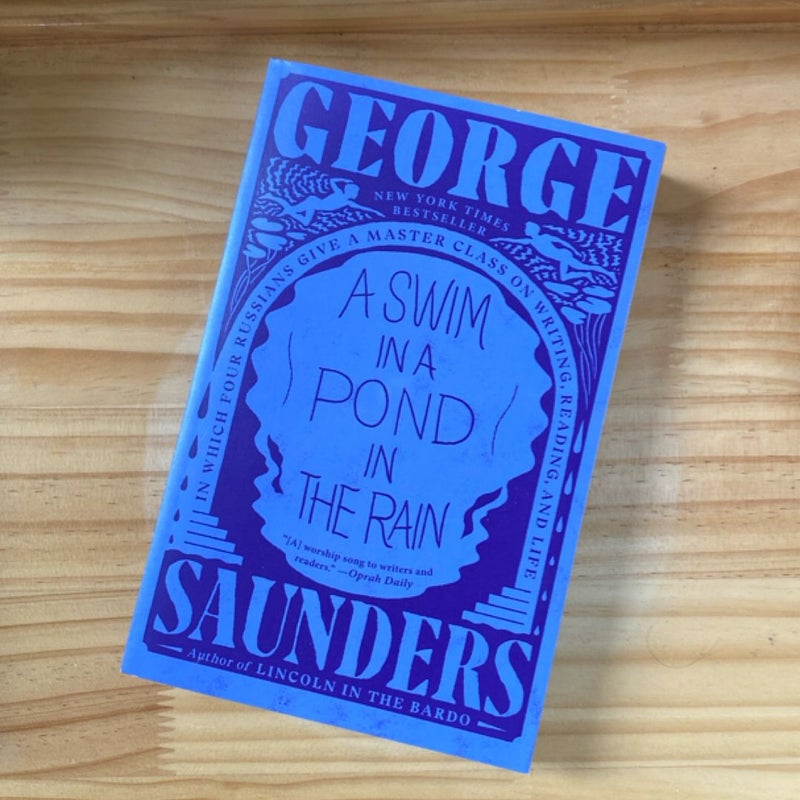 GEORGE
NEW YORK TIMES
BESTSELLER
IN WHICH FOUR RUSSIANS GIVE A MASTER CLASS ON WRITING, READING, AND LIFE
A SWIM
IN A
POND
IN
THE RAIN
"[A] worship song to writers and
readers." —Oprah Daily
SAUNDERS
Author of LINCOLN IN THE BARDO